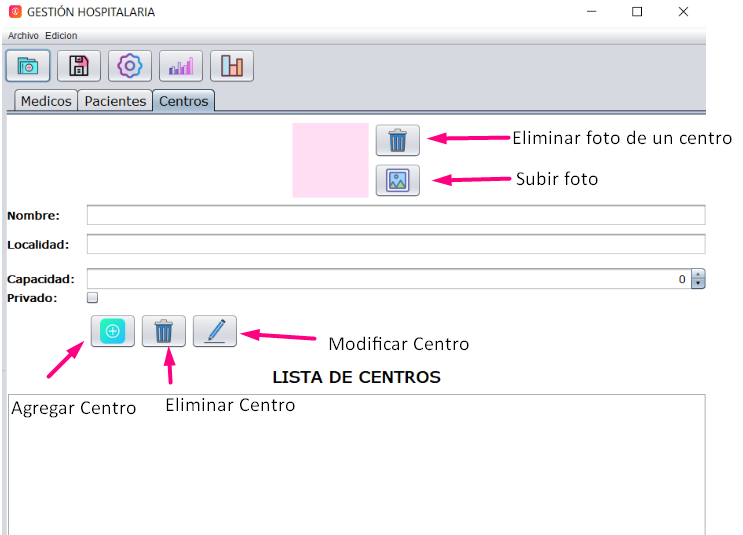 GESTIÓN HOSPITALARIA
Archivo Edicion
Medicos Pacientes Centros
Eliminar foto de un centro
Subir foto
Nombre:
Localidad:
Capacidad: 0
Privado:
Modificar Centro
LISTA DE CENTROS
Agregar Centro Eliminar Centro